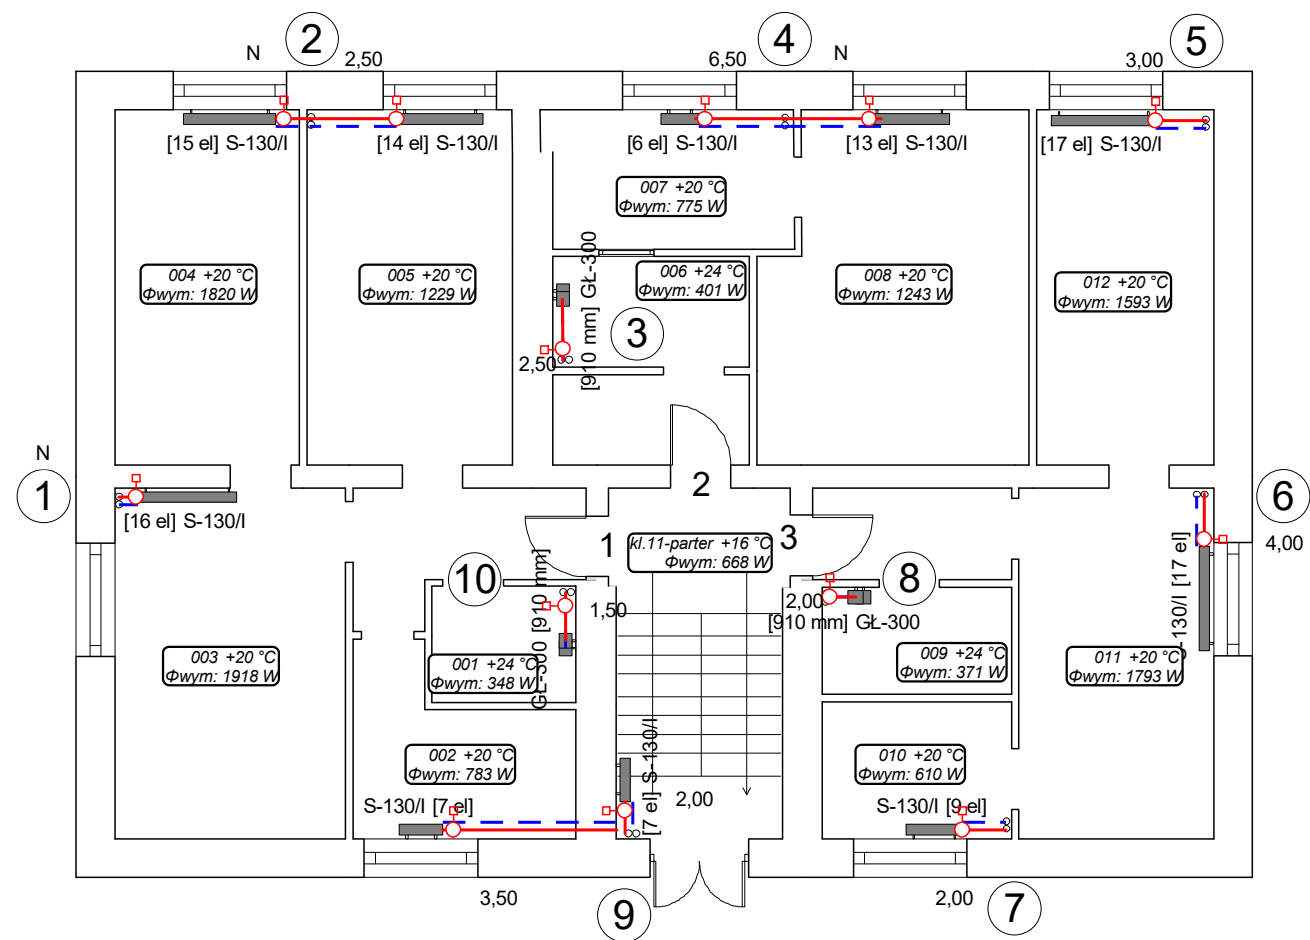 2
4
5
N
2,50
6,50
N
3,00
[15 el] S-130/I
[14 el] S-130/I
[6 el] S-130/I
[13 el] S-130/I
[17 el] S-130/I
007 +20 °C
Φwym: 775 W
004 +20 °C
Φwym: 1820 W
005 +20 °C
Φwym: 1229 W
[910 mm] GŁ-300
006 +24 °C
Φwym: 401 W
008 +20 °C
Φwym: 1243 W
012 +20 °C
Φwym: 1593 W
3
2,50
N
1
[16 el] S-130/I
2
1
3
kl.11-parter +16 °C
Φwym: 668 W
6
4,00
10
8
1,50
2,00
[910 mm] GŁ-300
GŁ-300 [910 mm]
[17 el]
003 +20 °C
Φwym: 1918 W
001 +24 °C
Φwym: 348 W
009 +24 °C
Φwym: 371 W
011 +20 °C
Φwym: 1793 W
002 +20 °C
Φwym: 783 W
[7 el] S-130/I
010 +20 °C
Φwym: 610 W
S-130/I [7 el]
2,00
S-130/I [9 el]
3,50
9
2,00
7